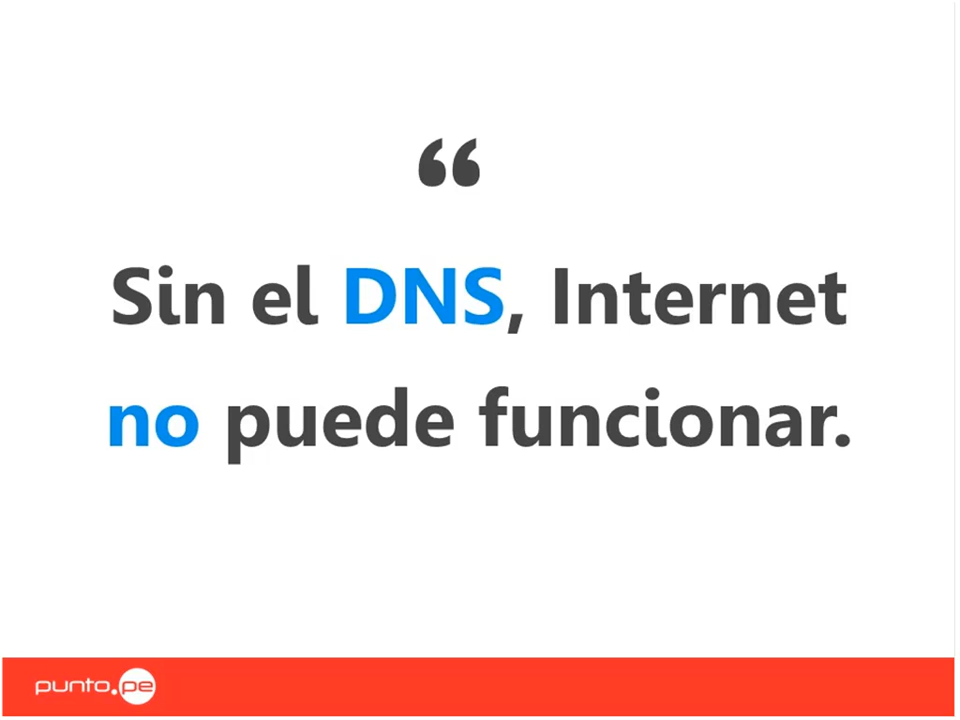 “
Sin el DNS, Internet
no puede funcionar.
punto.pe